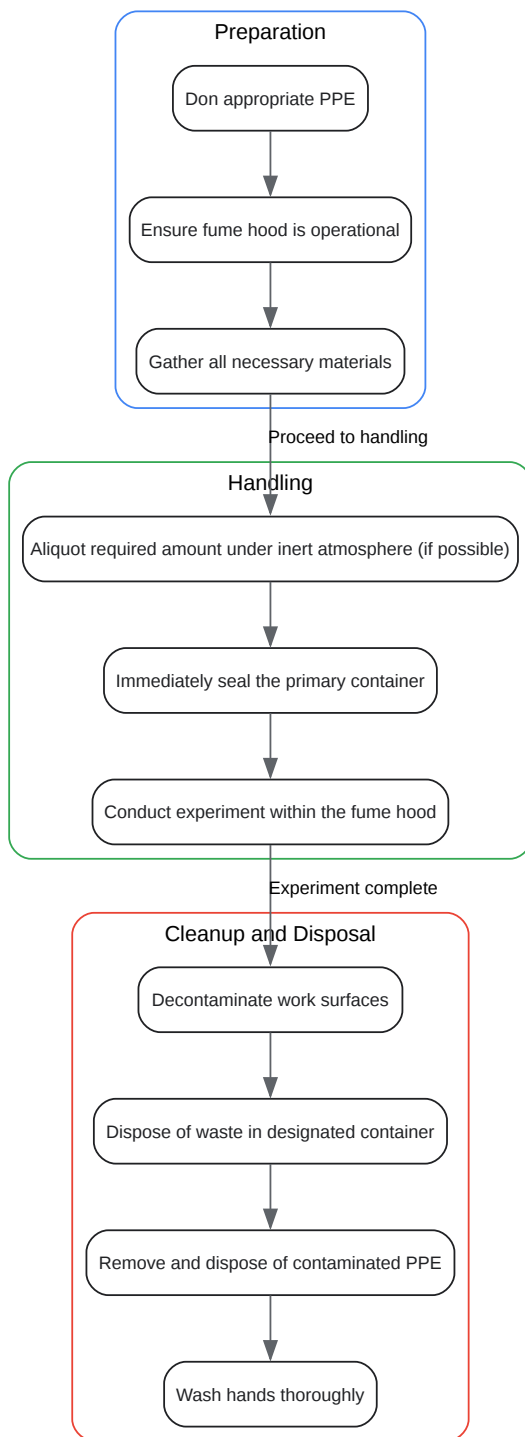 Preparation
Don appropriate PPE
Ensure fume hood is operational
Gather all necessary materials
Proceed to handling
Handling
Aliquot required amount under inert atmosphere (if possible)
Immediately seal the primary container
Conduct experiment within the fume hood
Experiment complete
Cleanup and Disposal
Decontaminate work surfaces
Dispose of waste in designated container
Remove and dispose of contaminated PPE
Wash hands thoroughly